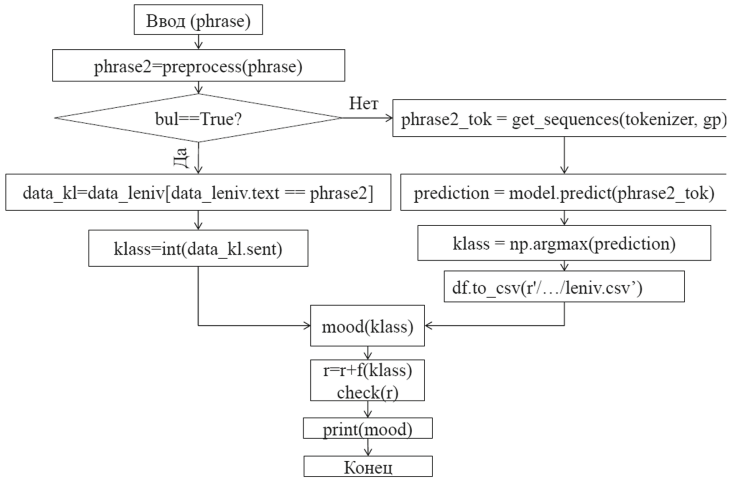 Ввод (phrase)
phrase2=preprocess(phrase)
bul==True?
Нет
Да
phrase2_tok = get_sequences(tokenizer, gp)
data_kl=data_leniv[data_leniv.text == phrase2]
prediction = model.predict(phrase2_tok)
klass=int(data_kl.sent)
klass = np.argmax(prediction)
df.to_csv(r'/…/leniv.csv’)
mood(klass)
r=r+f(klass)
check(r)
print(mood)
Конец